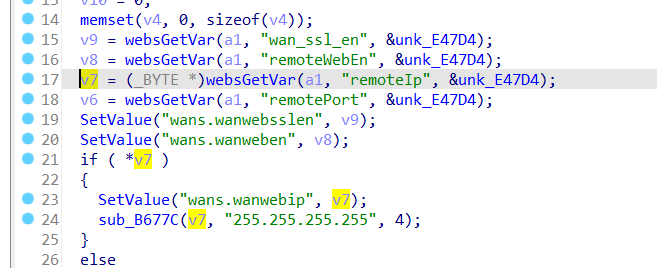 15 v10 = 0;
14 memset(v4, 0, sizeof(v4));
15 v9 = websGetVar(a1, "wan_ssl_en", &unk_E47D4);
16 v8 = websGetVar(a1, "remoteWebEn", &unk_E47D4);
17 v7 = (_BYTE *)websGetVar(a1, "remoteIp", &unk_E47D4);
18 v6 = websGetVar(a1, "remotePort", &unk_E47D4);
19 SetValue("wans.wanwebsslen", v9);
20 SetValue("wans.wanweben", v8);
21 if ( *v7 )
22 {
23 SetValue("wans.wanwebip", v7);
24 sub_B677C(v7, "255.255.255.255", 4);
25 }
26 else